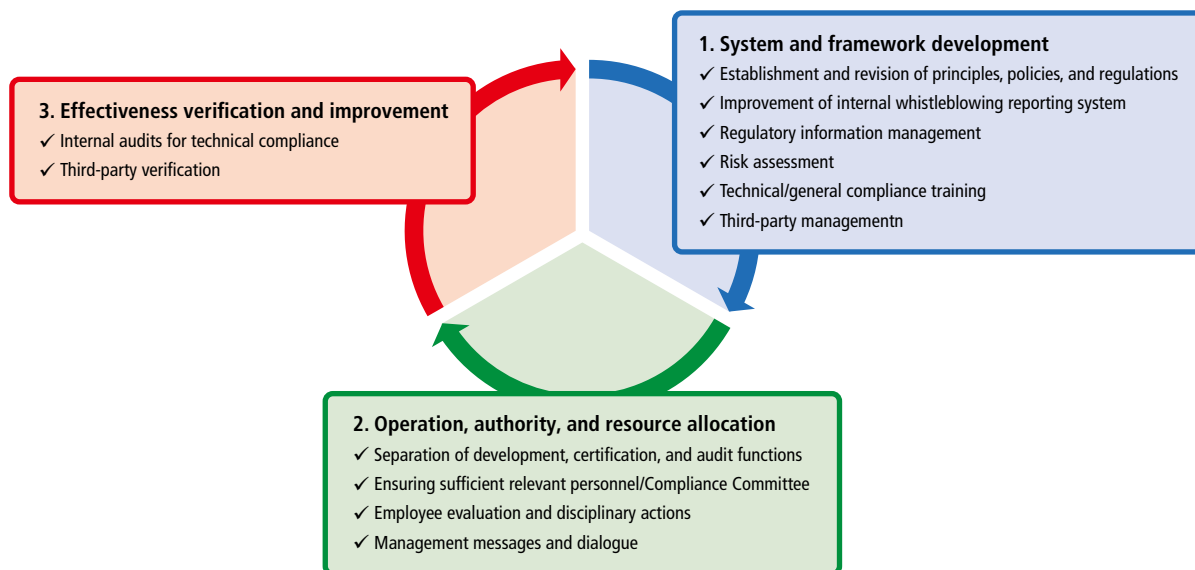 1. System and framework development
✓ Establishment and revision of principles, policies, and regulations
✓ Improvement of internal whistleblowing reporting system
✓ Regulatory information management
✓ Risk assessment
✓ Technical/general compliance training
✓ Third-party managementn
2. Operation, authority, and resource allocation
✓ Separation of development, certification, and audit functions
✓ Ensuring sufficient relevant personnel/Compliance Committee
✓ Employee evaluation and disciplinary actions
✓ Management messages and dialogue
3. Effectiveness verification and improvement
✓ Internal audits for technical compliance
✓ Third-party verification